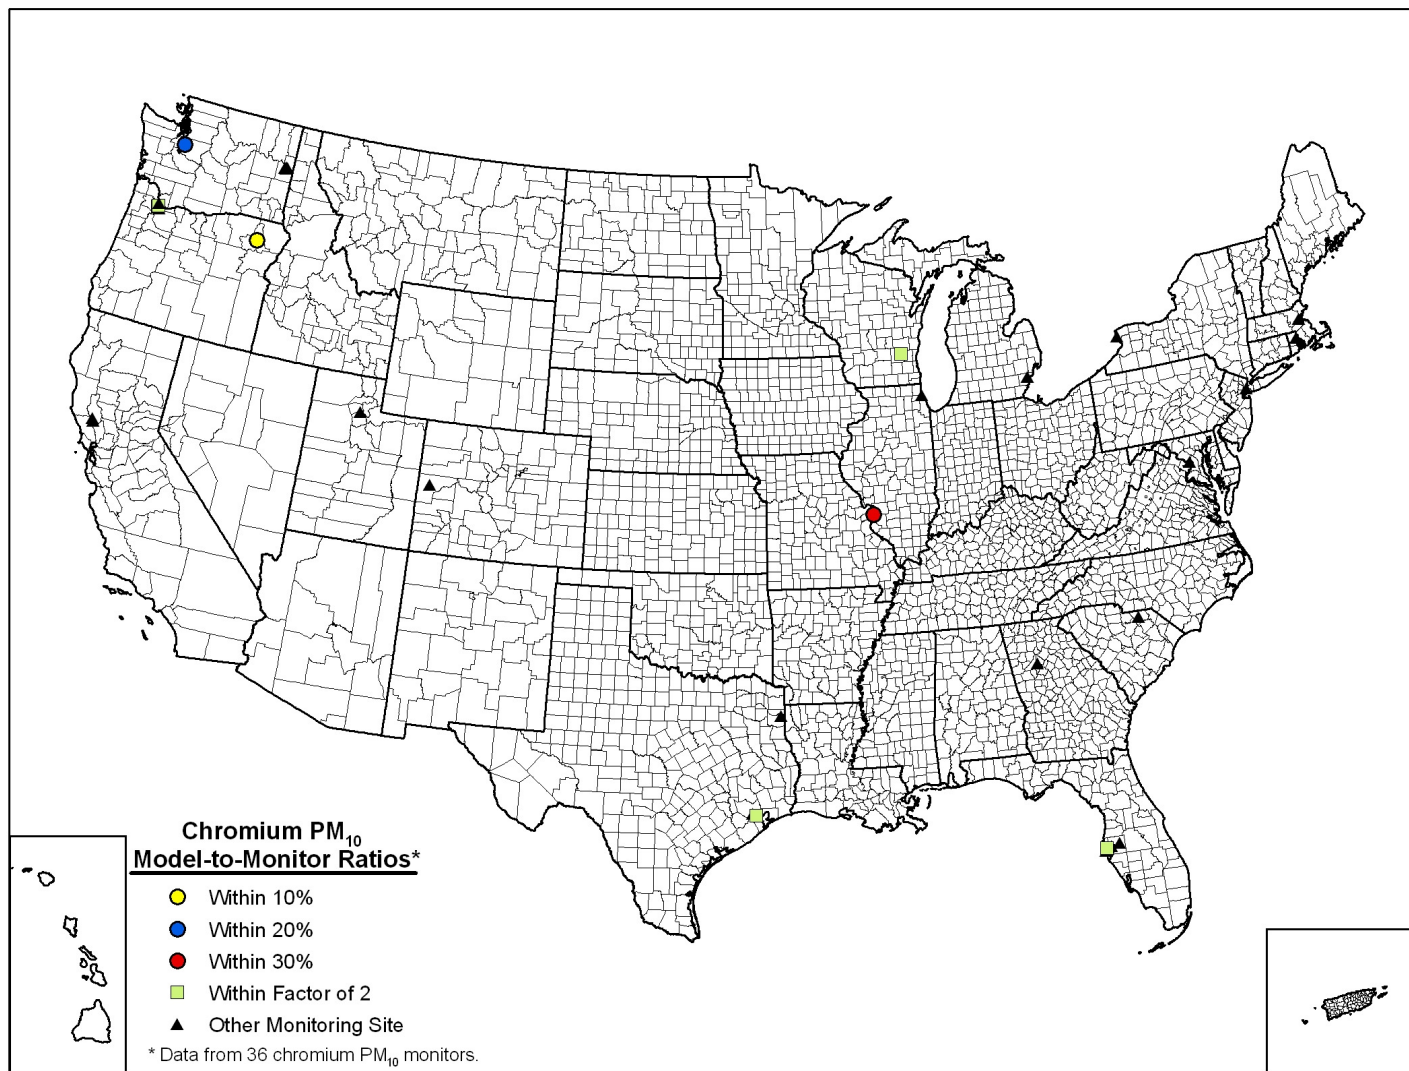 Chromium PM10
Model-to-Monitor Ratios*
Within 10%
Within 20%
Within 30%
Within Factor of 2
Other Monitoring Site
* Data from 36 chromium PM10 monitors.